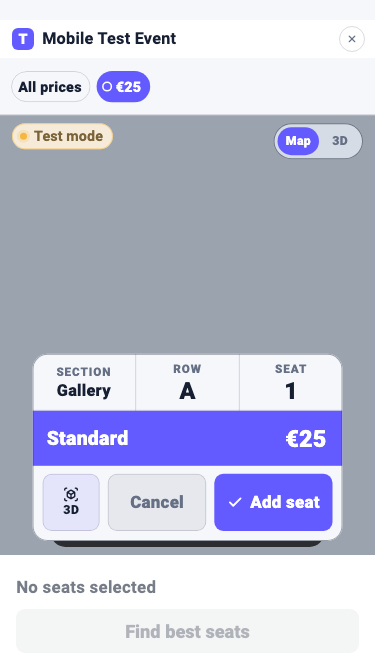 T Mobile Test Event
All prices €25
Test mode
Map 3D
SECTION ROW SEAT
Gallery A 1
Standard €25
3D Cancel Add seat
No seats selected
Find best seats